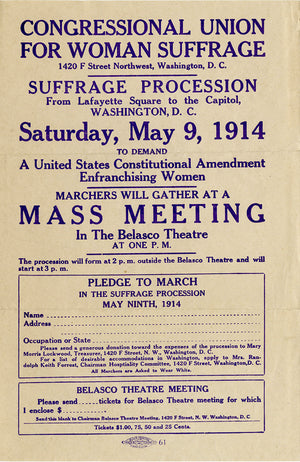 CONGRESSIONAL UNION
FOR WOMAN SUFFRAGE
1420 F Street Northwest, Washington, D. C.
SUFFRAGE PROCESSION
From Lafayette Square to the Capitol,
WASHINGTON, D. C.
Saturday, May 9, 1914
TO DEMAND
A United States Constitutional Amendment
Enfranchising Women
MARCHERS WILL GATHER AT A
MASS MEETING
In The Belasco Theatre
AT ONE P. M.
The procession will form at 2 p. m. outside the Belasco Theatre and will
start at 3 p. m.
PLEDGE TO MARCH
IN THE SUFFRAGE PROCESSION
MAY NINTH, 1914
Name
Address
Occupation or State
Please send a generous donation toward the expenses of the procession to Mary
Morris Lockwood, Treasurer, 1420 F Street, N. W., Washington, D. C.
For a list of desirable accommodations in Washington, apply to Mrs. Ran-
dolph Keith Forrest, Chairman Hospitality Committee, 1420 F Street, Washington, D.C.
All Marchers are Asked to Wear White.
BELASCO THEATRE MEETING
Please send.....tickets for Belasco Theatre meeting for which
I enclose $
Send this blank to Chairman Belasco Theatre Meeting, 1420 F Street, N. W. Washington, D. C
Tickets $1.00, 75, 50 and 25 Cents.
61